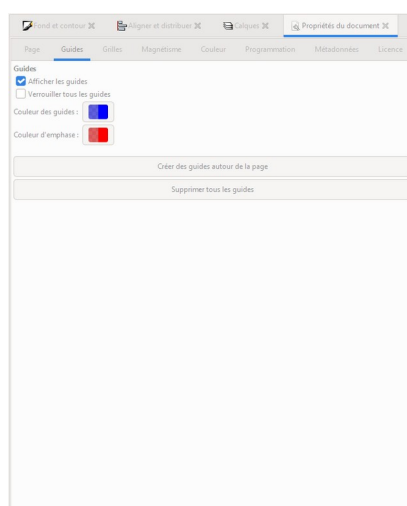 Fond et contour Aligner et distribuer Calques Propriétés du document
Page Guides Grilles Magnétisme Couleur Programmation Métadonnées Licence
Guides
Afficher les guides
Verrouiller tous les guides
Couleur des guides :
Couleur d'emphase :
Créer des guides autour de la page
Supprimer tous les guides